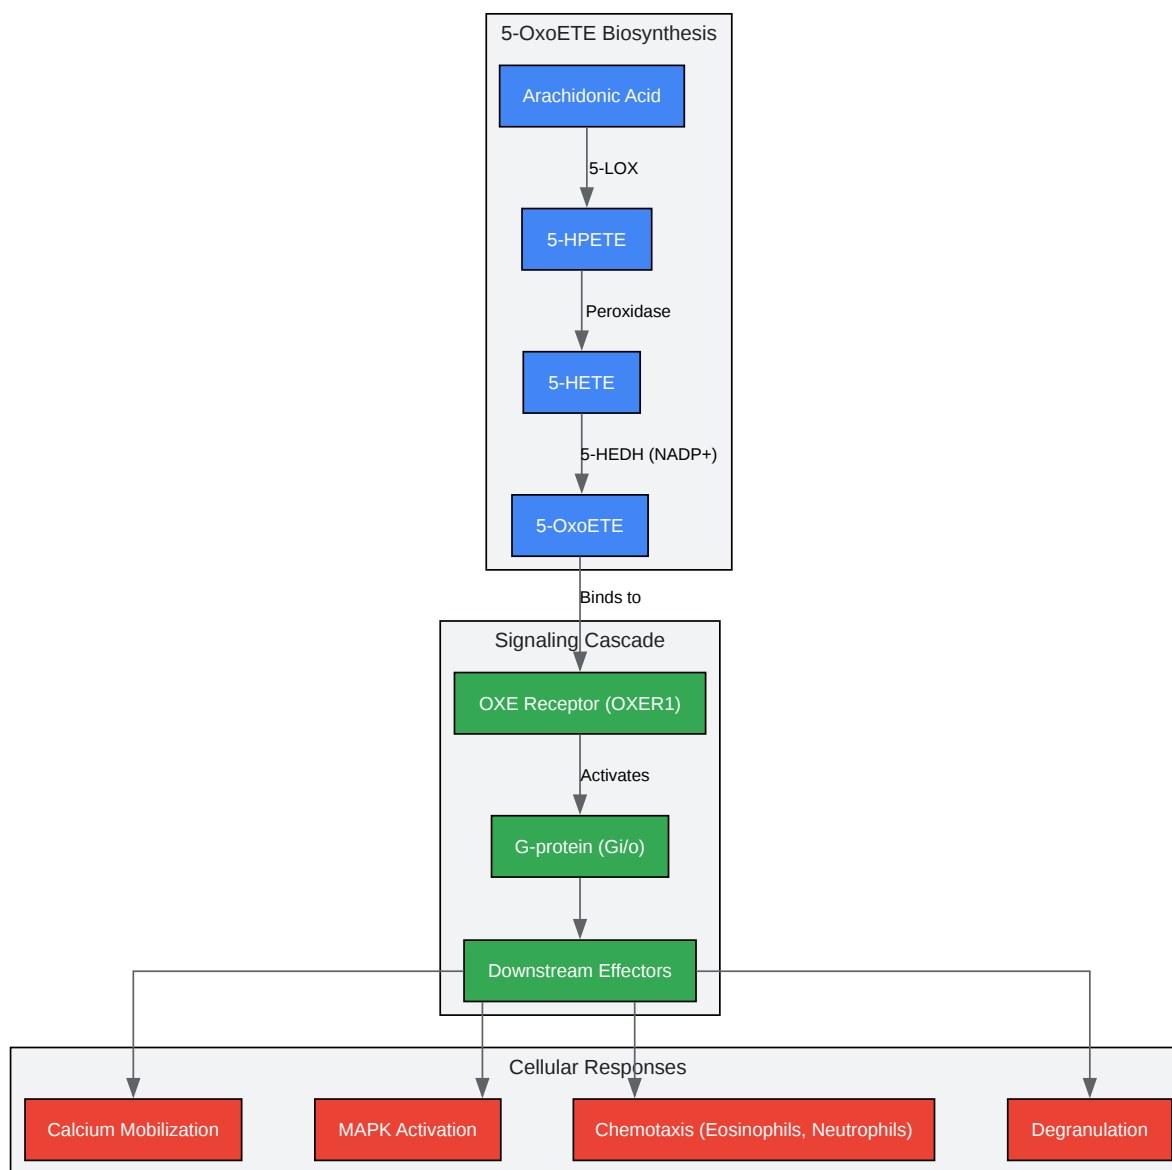 5-OxoETE Biosynthesis
Arachidonic Acid
5-LOX
5-HPETE
Peroxidase
5-HETE
5-HEDH (NADP+)
5-OxoETE
Binds to
Signaling Cascade
OXE Receptor (OXER1)
Activates
G-protein (Gi/o)
Downstream Effectors
Cellular Responses
Calcium Mobilization
MAPK Activation
Chemotaxis (Eosinophils, Neutrophils)
Degranulation